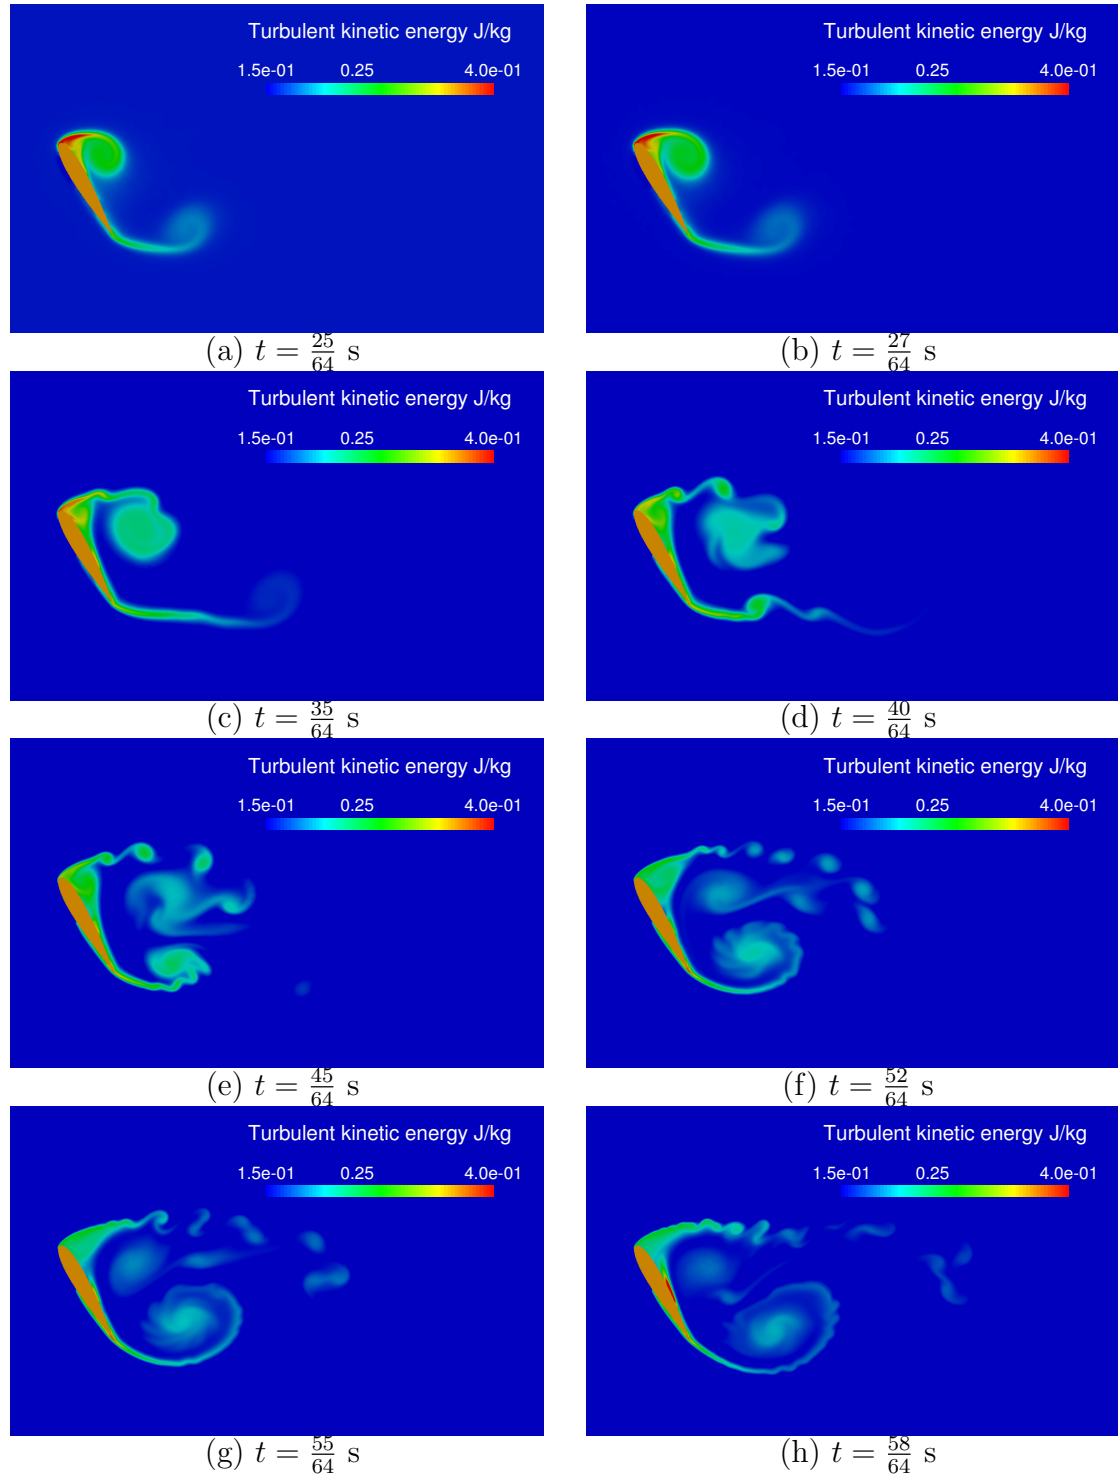 Turbulent kinetic energy J/kg
1.5e-01 0.25 4.0e-01
Turbulent kinetic energy J/kg
1.5e-01 0.25 4.0e-01
(a) t = 25/64 s
(b) t = 27/64 s
Turbulent kinetic energy J/kg
1.5e-01 0.25 4.0e-01
Turbulent kinetic energy J/kg
1.5e-01 0.25 4.0e-01
(c) t = 35/64 s
(d) t = 40/64 s
Turbulent kinetic energy J/kg
1.5e-01 0.25 4.0e-01
Turbulent kinetic energy J/kg
1.5e-01 0.25 4.0e-01
(e) t = 45/64 s
(f) t = 52/64 s
Turbulent kinetic energy J/kg
1.5e-01 0.25 4.0e-01
Turbulent kinetic energy J/kg
1.5e-01 0.25 4.0e-01
(g) t = 55/64 s
(h) t = 58/64 s